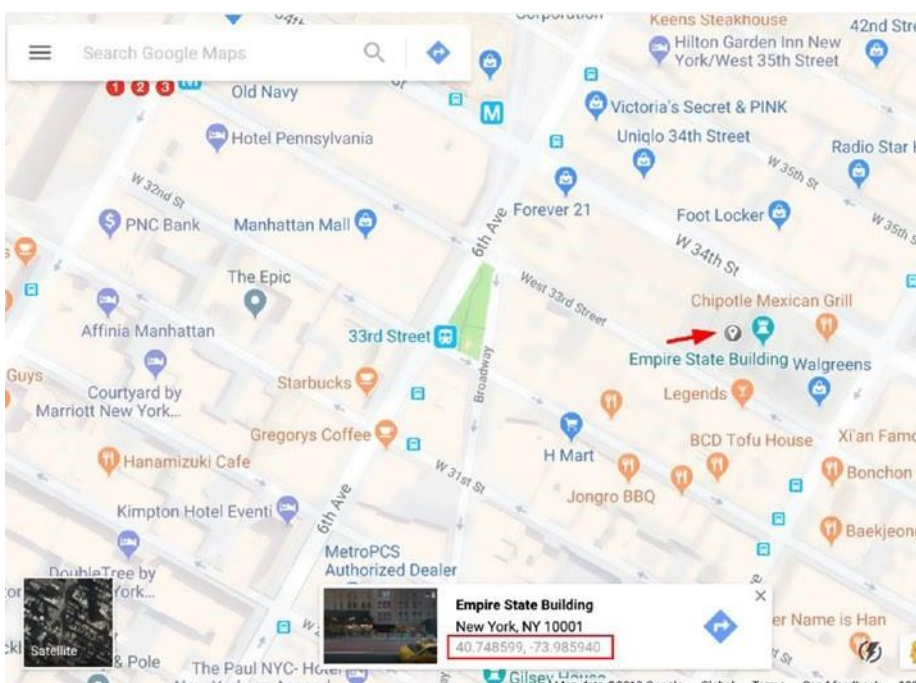 Search Google Maps
Keens Steakhouse
42nd Stre
Hilton Garden Inn New
York/West 35th Street
1 2 3
Old Navy
M
Victoria's Secret & PINK
Hotel Pennsylvania
Uniqlo 34th Street
Radio Star
W 35th St
W 32nd St
6th Ave
Forever 21
Foot Locker
W 35th S
PNC Bank
Manhattan Mall
W 34th St
The Epic
West 33rd Street
Chipotle Mexican Grill
Affinia Manhattan
33rd Street
Empire State Building
Walgreens
Guys
Broadway
Courtyard by
Marriott New York...
Starbucks
Legends
Gregorys Coffee
H Mart
BCD Tofu House
Xi'an Famo
Hanamizuki Cafe
W 31st St
Bonchon
Jongro BBQ
Kimpton Hotel Eventi
6th Ave
Baekjeon
MetroPCS
Authorized Dealer
DoubleTree by
York...
Empire State Building
New York, NY 10001
40.748599, -73.985940
er Name is Han
Satellite
& Pole
The Paul NYC- Hotel
Gilsey House